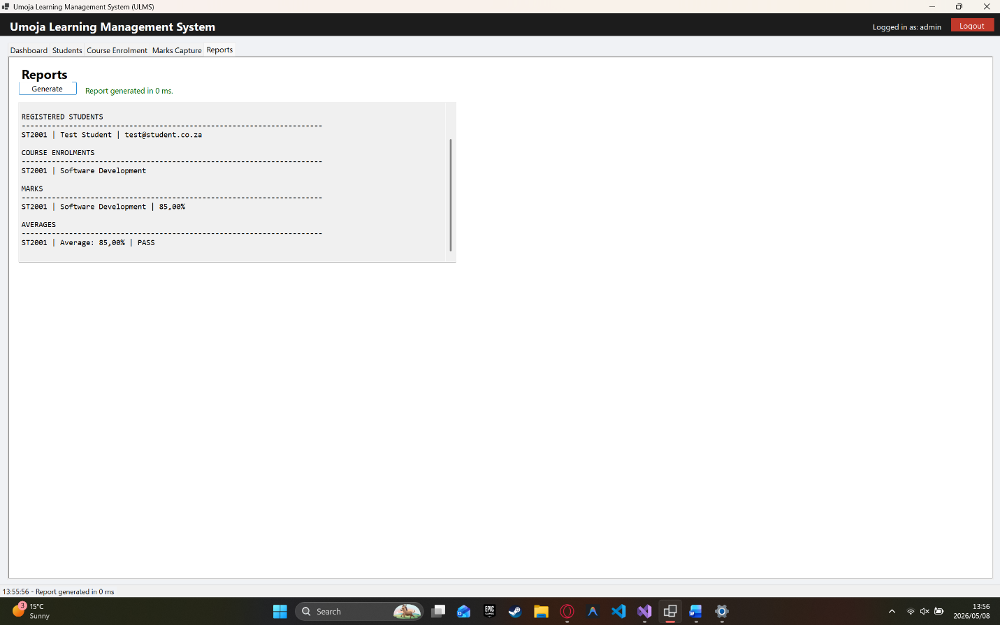 Umoja Learning Management System (ULMS)
Umoja Learning Management System
Logged in as: admin
Logout
Dashboard
Students
Course Enrolment
Marks Capture
Reports
Reports
Generate
Report generated in 0 ms.
REGISTERED STUDENTS
----------------------------------------------------------------------
ST2001 | Test Student | test@student.co.za
COURSE ENROLMENTS
----------------------------------------------------------------------
ST2001 | Software Development
MARKS
----------------------------------------------------------------------
ST2001 | Software Development | 85,00%
AVERAGES
----------------------------------------------------------------------
ST2001 | Average: 85,00% | PASS
13:55:56 - Report generated in 0 ms
3
15°C
Sunny
Search
EPIC
GAMES
13:56
2026/05/08